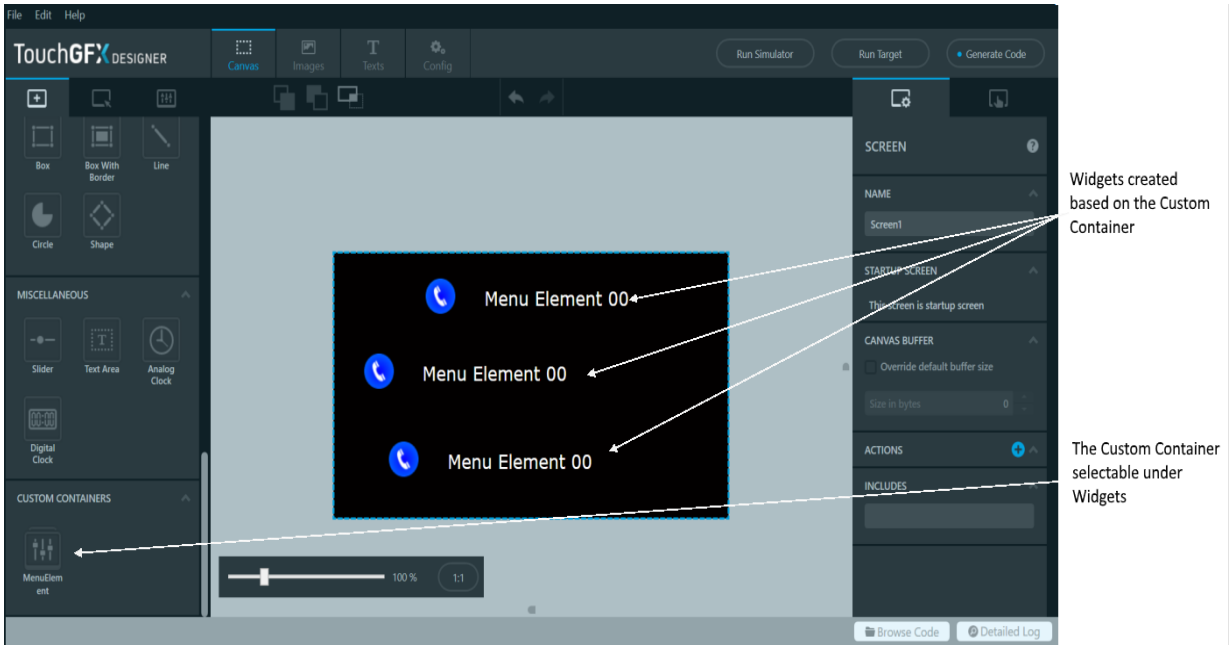 File Edit Help
TouchGFX DESIGNER
Canvas
Images
Texts
Config
Run Simulator
Run Target
Generate Code
Box
Box With
Border
Line
Circle
Shape
MISCELLANEOUS
Slider
Text Area
Analog
Clock
Digital
Clock
CUSTOM CONTAINERS
MenuElem
ent
Menu Element 00
Menu Element 00
Menu Element 00
100 %
1:1
SCREEN
NAME
Screen1
STARTUP SCREEN
This screen is startup screen
CANVAS BUFFER
Override default buffer size
Size in bytes 0
ACTIONS
INCLUDES
Browse Code
Detailed Log
Widgets created
based on the Custom
Container
The Custom Container
selectable under
Widgets